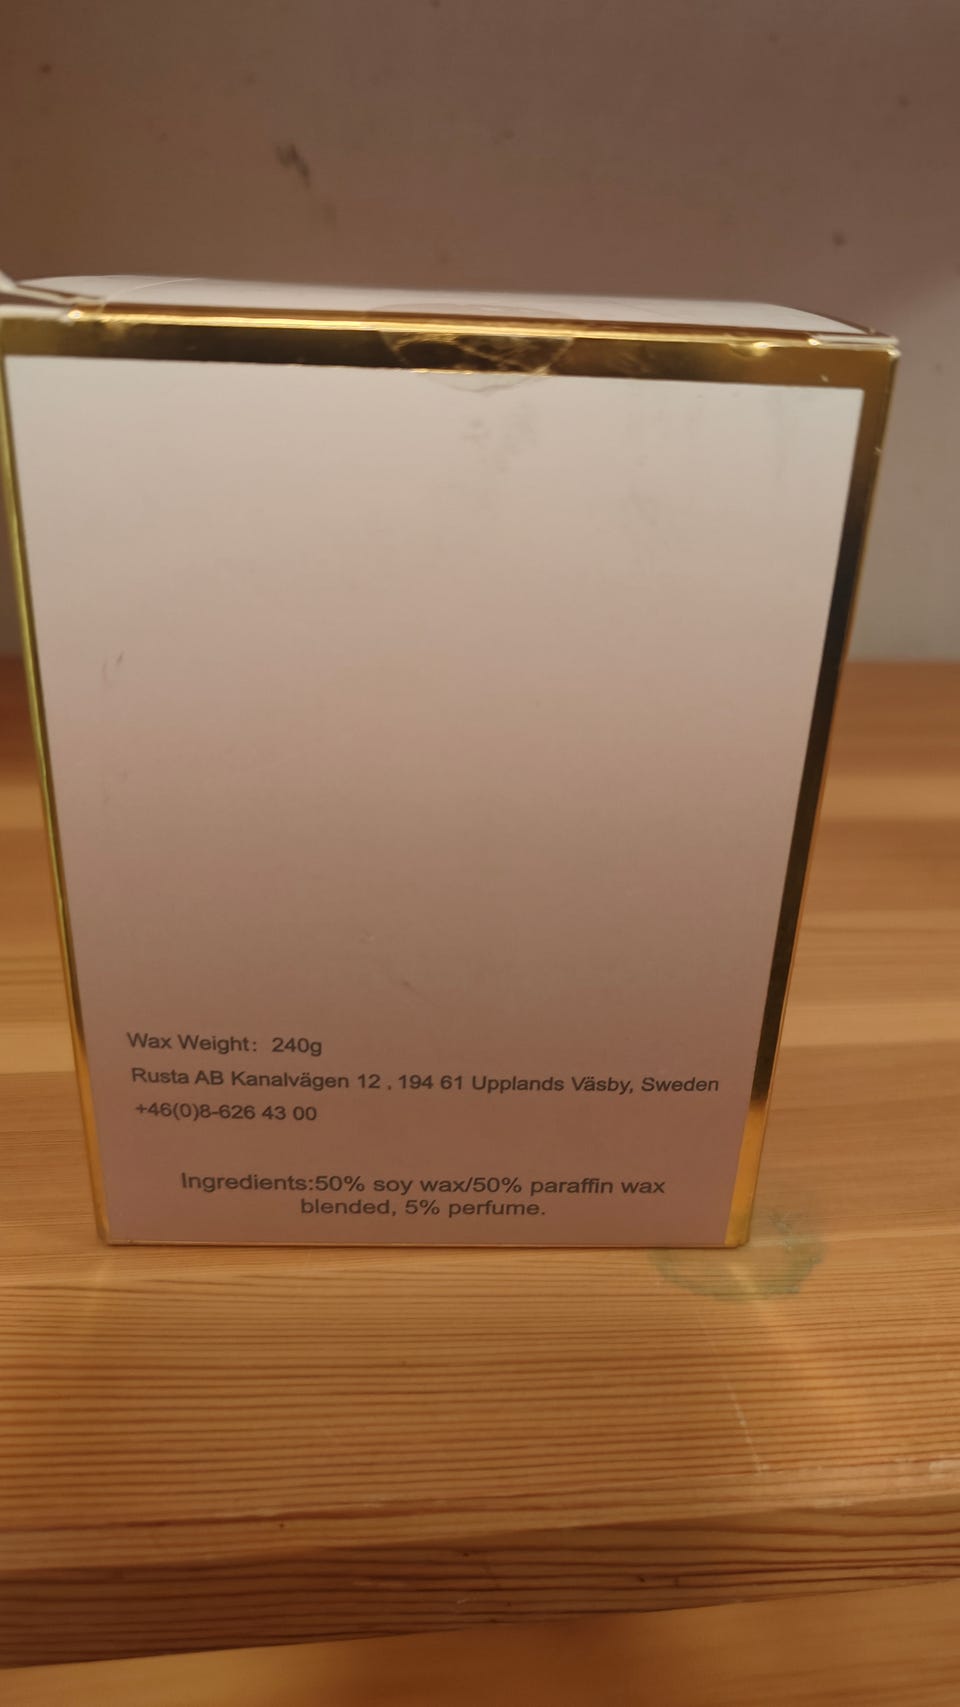 Wax Weight: 240g
Rusta AB Kanalvägen 12 , 194 61 Upplands Väsby, Sweden
+46(0)8-626 43 00
Ingredients:50% soy wax/50% paraffin wax
blended, 5% perfume.